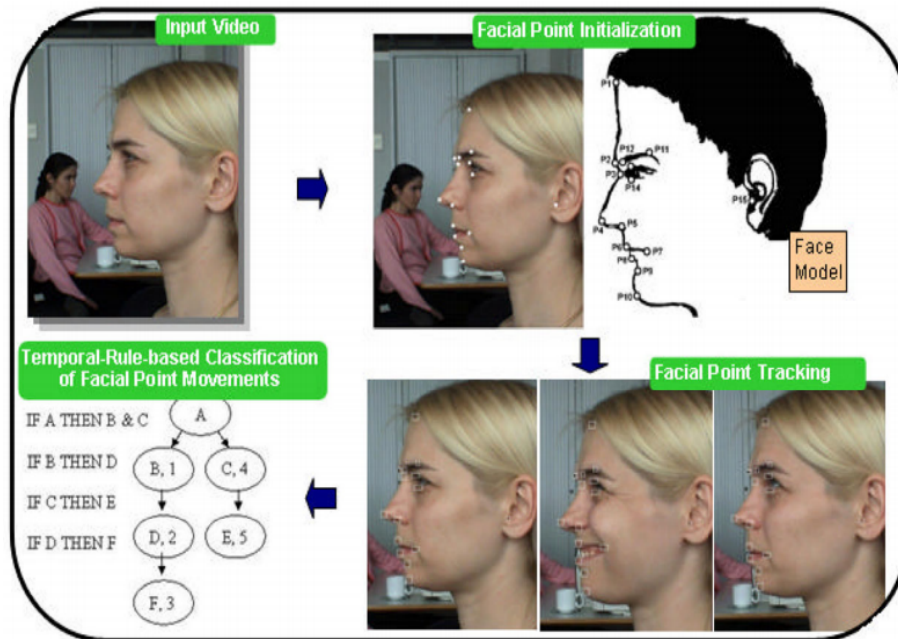 Input Video
Facial Point Initialization
P1
P12
P11
P2
P3
P14
P15
P4
P5
P6
P7
P8
P9
P10
Face
Model
Temporal-Rule-based Classification
of Facial Point Movements
Facial Point Tracking
IF A THEN B & C
A
IF B THEN D
B, 1
C, 4
IF C THEN E
D, 2
E, 5
IF D THEN F
F, 3